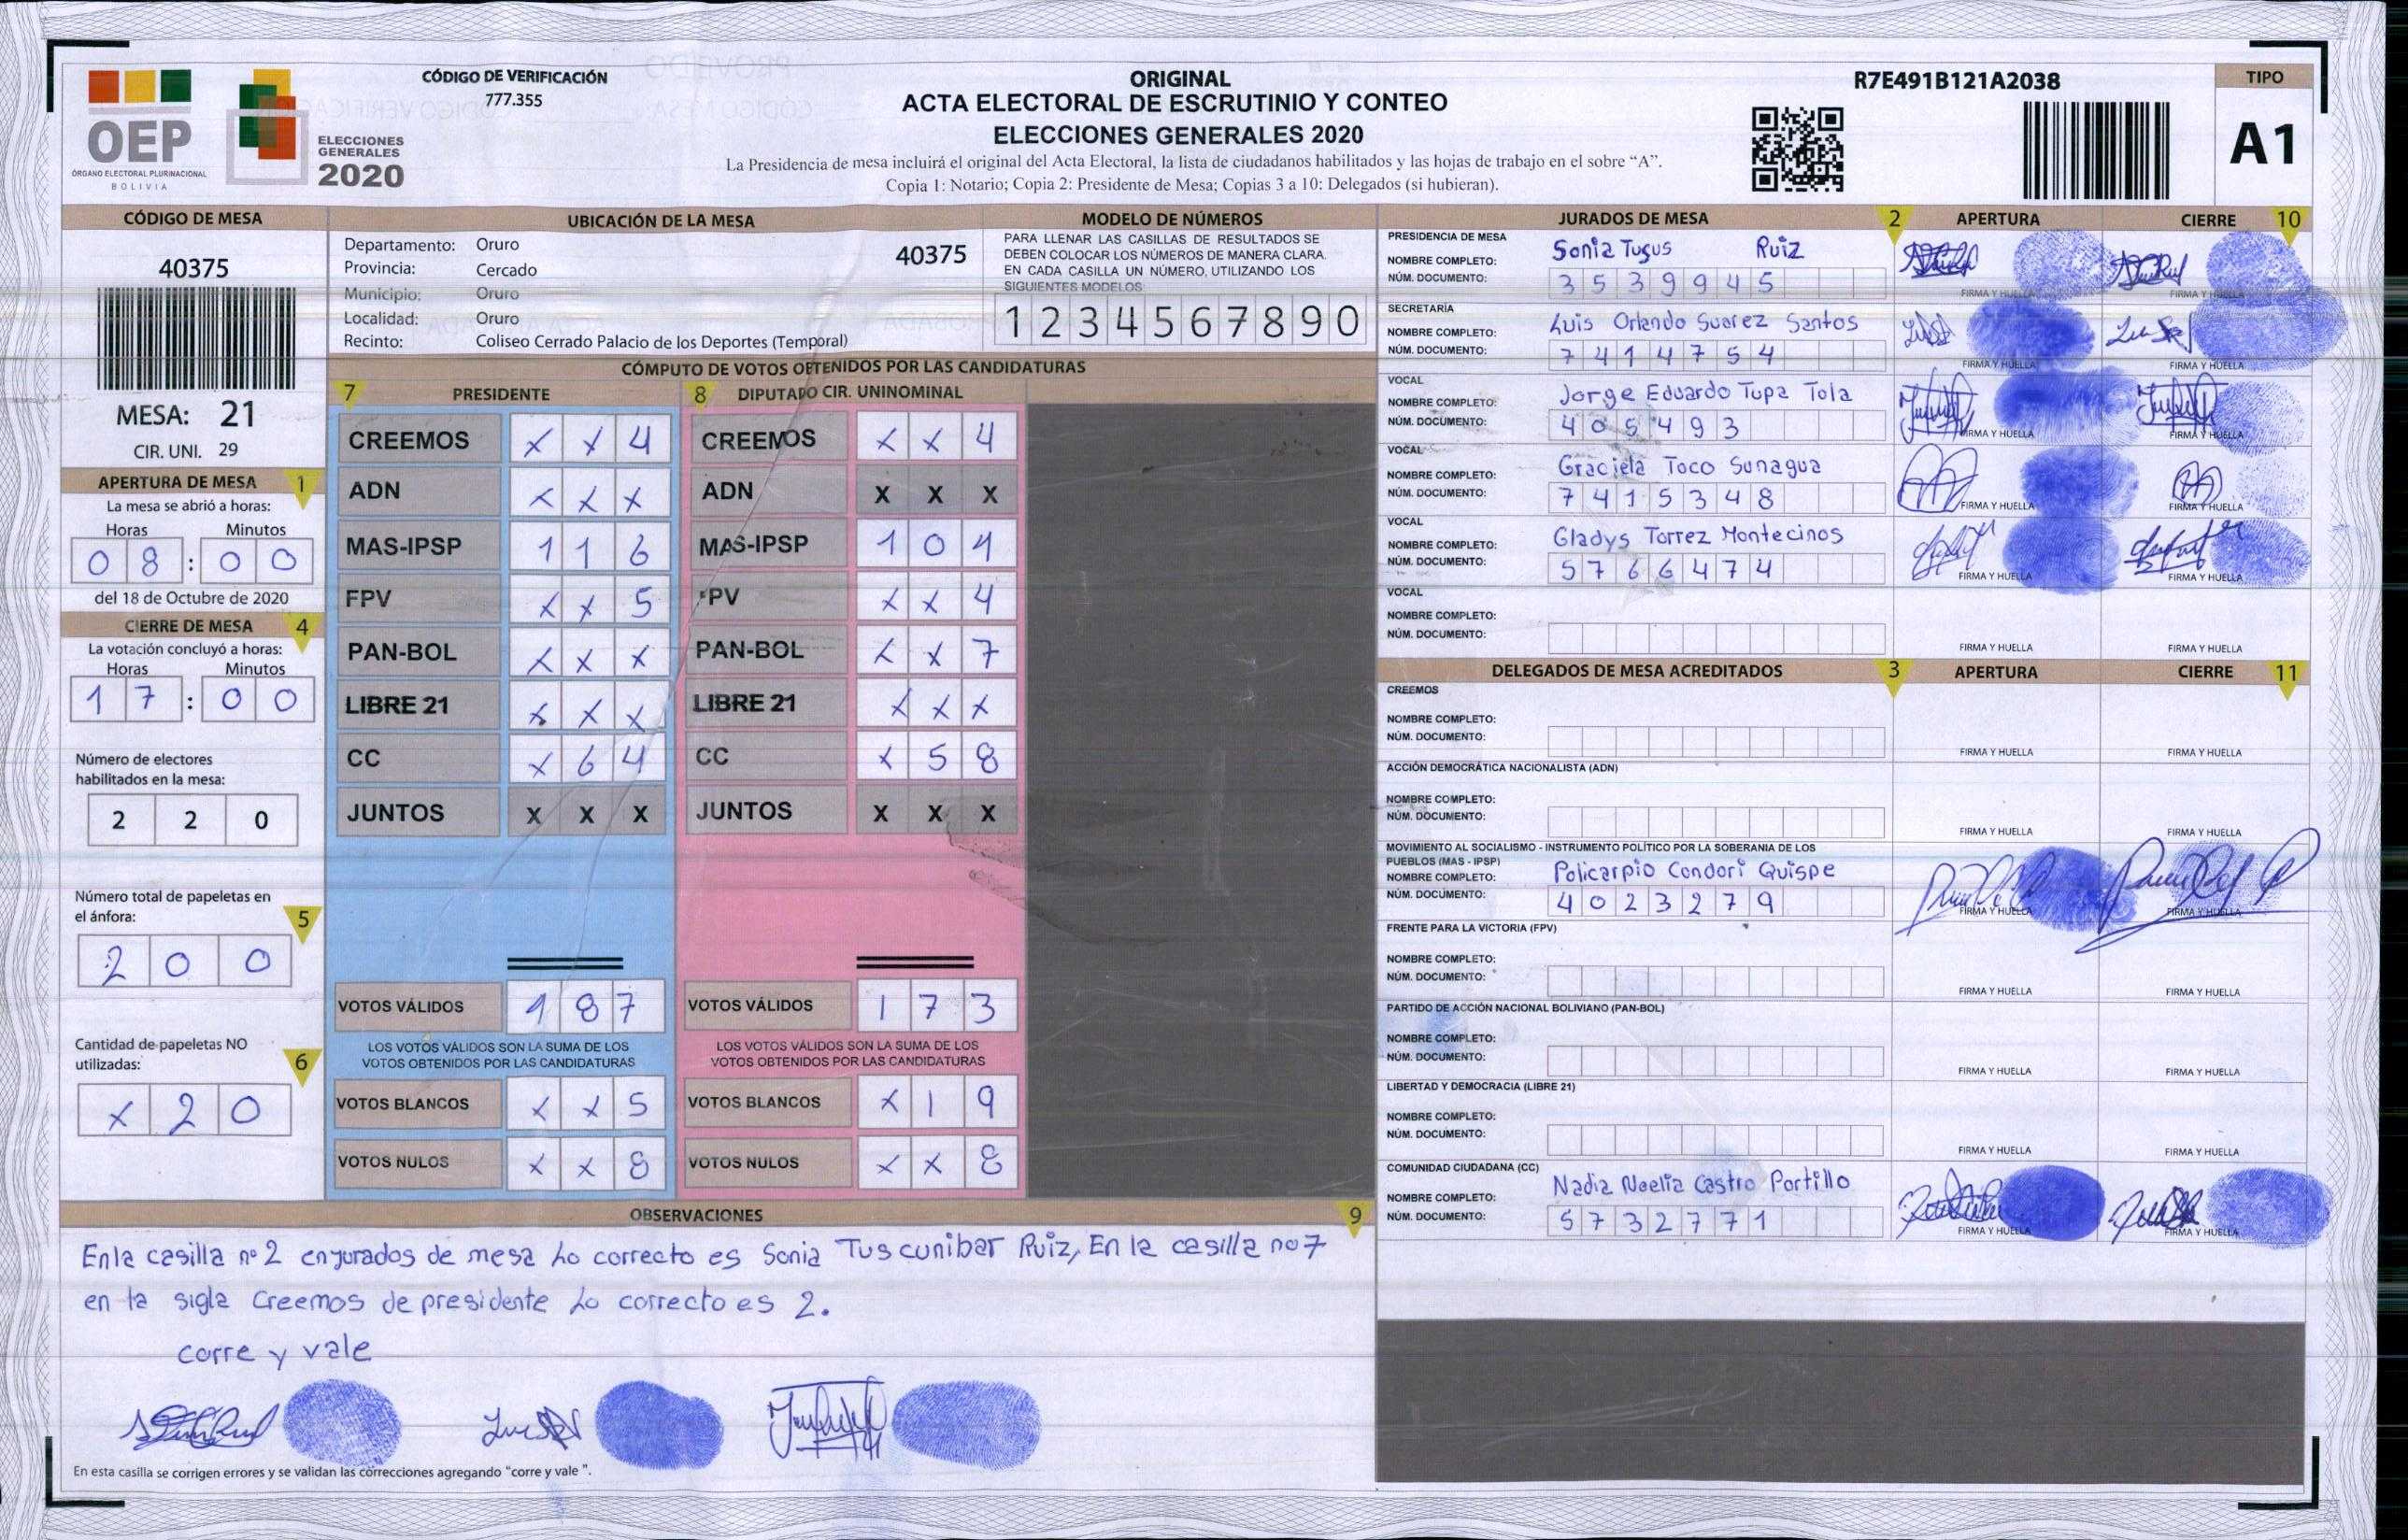 CÓDIGO DE VERIFICACIÓN
777.355
OEP
ÓRGANO ELECTORAL PLURINACIONAL
BOLIVIA
ELECCIONES
GENERALES
2020
ORIGINAL
ACTA ELECTORAL DE ESCRUTINIO Y CONTEO
ELECCIONES GENERALES 2020
La Presidencia de mesa incluirá el original del Acta Electoral, la lista de ciudadanos habilitados y las hojas de trabajo en el sobre “A”.
Copia 1: Notario; Copia 2: Presidente de Mesa; Copias 3 a 10: Delegados (si hubieran).
R7E491B121A2038
TIPO
A1
CÓDIGO DE MESA
40375
MESA: 21
CIR. UNI. 29
UBICACIÓN DE LA MESA
Departamento: Oruro
40375
Provincia: Cercado
Municipio: Oruro
Localidad: Oruro
Recinto: Coliseo Cerrado Palacio de los Deportes (Temporal)
MODELO DE NÚMEROS
PARA LLENAR LAS CASILLAS DE RESULTADOS SE
DEBEN COLOCAR LOS NÚMEROS DE MANERA CLARA.
EN CADA CASILLA UN NÚMERO, UTILIZANDO LOS
SIGUIENTES MODELOS
1 2 3 4 5 6 7 8 9 0
APERTURA DE MESA 1
La mesa se abrió a horas:
Horas Minutos
0 8 : 0 0
del 18 de Octubre de 2020
CIERRE DE MESA 4
La votación concluyó a horas:
Horas Minutos
1 7 : 0 0
Número de electores
habilitados en la mesa:
2 2 0
Número total de papeletas en
el ánfora: 5
2 0 0
Cantidad de papeletas NO
utilizadas: 6
x 2 0
CÓMPUTO DE VOTOS OBTENIDOS POR LAS CANDIDATURAS
7 PRESIDENTE
CREEMOS x x 4
ADN x x x
MAS-IPSP 1 1 6
FPV x x 5
PAN-BOL x x x
LIBRE 21 x x x
CC x 6 4
JUNTOS X X X
VOTOS VÁLIDOS 1 8 7
LOS VOTOS VÁLIDOS SON LA SUMA DE LOS
VOTOS OBTENIDOS POR LAS CANDIDATURAS
VOTOS BLANCOS x x 5
VOTOS NULOS x x 8
8 DIPUTADO CIR. UNINOMINAL
CREEMOS x x 4
ADN X X X
MAS-IPSP 1 0 1
FPV x x 4
PAN-BOL x x 7
LIBRE 21 x x x
CC x 5 8
JUNTOS X X X
VOTOS VÁLIDOS 1 7 3
LOS VOTOS VÁLIDOS SON LA SUMA DE LOS
VOTOS OBTENIDOS POR LAS CANDIDATURAS
VOTOS BLANCOS x 1 9
VOTOS NULOS x x 8
OBSERVACIONES 9
En la casilla nº 2 en jurados de mesa Lo correcto es Sonia Tuscunibar Ruiz, En la casilla no 7
en la sigla Creemos de presidente Lo correcto es 2.
corre y vale
En esta casilla se corrigen errores y se validan las correcciones agregando “corre y vale ”.
JURADOS DE MESA 2 APERTURA CIERRE 10
PRESIDENCIA DE MESA
NOMBRE COMPLETO: Sonia Tusus Ruiz
NÚM. DOCUMENTO: 3 5 3 9 9 4 5
FIRMA Y HUELLA FIRMA Y HUELLA
SECRETARÍA
NOMBRE COMPLETO: Luis Orlando Suarez Santos
NÚM. DOCUMENTO: 7 4 1 4 7 5 4
FIRMA Y HUELLA FIRMA Y HUELLA
VOCAL
NOMBRE COMPLETO: Jorge Eduardo Tupa Tola
NÚM. DOCUMENTO: 4 0 5 4 9 3
FIRMA Y HUELLA FIRMA Y HUELLA
VOCAL
NOMBRE COMPLETO: Graciela Toco Sunagua
NÚM. DOCUMENTO: 7 4 1 5 3 4 8
FIRMA Y HUELLA FIRMA Y HUELLA
VOCAL
NOMBRE COMPLETO: Gladys Torrez Montecinos
NÚM. DOCUMENTO: 5 7 6 6 4 7 4
FIRMA Y HUELLA FIRMA Y HUELLA
VOCAL
NOMBRE COMPLETO:
NÚM. DOCUMENTO:
FIRMA Y HUELLA FIRMA Y HUELLA
DELEGADOS DE MESA ACREDITADOS 3 APERTURA CIERRE 11
CREEMOS
NOMBRE COMPLETO:
NÚM. DOCUMENTO:
FIRMA Y HUELLA FIRMA Y HUELLA
ACCIÓN DEMOCRÁTICA NACIONALISTA (ADN)
NOMBRE COMPLETO:
NÚM. DOCUMENTO:
FIRMA Y HUELLA FIRMA Y HUELLA
MOVIMIENTO AL SOCIALISMO - INSTRUMENTO POLÍTICO POR LA SOBERANIA DE LOS
PUEBLOS (MAS - IPSP)
NOMBRE COMPLETO: Policarpio Condori Quispe
NÚM. DOCUMENTO: 4 0 2 3 2 7 9
FIRMA Y HUELLA FIRMA Y HUELLA
FRENTE PARA LA VICTORIA (FPV)
NOMBRE COMPLETO:
NÚM. DOCUMENTO:
FIRMA Y HUELLA FIRMA Y HUELLA
PARTIDO DE ACCIÓN NACIONAL BOLIVIANO (PAN-BOL)
NOMBRE COMPLETO:
NÚM. DOCUMENTO:
FIRMA Y HUELLA FIRMA Y HUELLA
LIBERTAD Y DEMOCRACIA (LIBRE 21)
NOMBRE COMPLETO:
NÚM. DOCUMENTO:
FIRMA Y HUELLA FIRMA Y HUELLA
COMUNIDAD CIUDADANA (CC)
NOMBRE COMPLETO: Nadia Noelia Castro Portillo
NÚM. DOCUMENTO: 5 7 3 2 7 7 1
FIRMA Y HUELLA FIRMA Y HUELLA